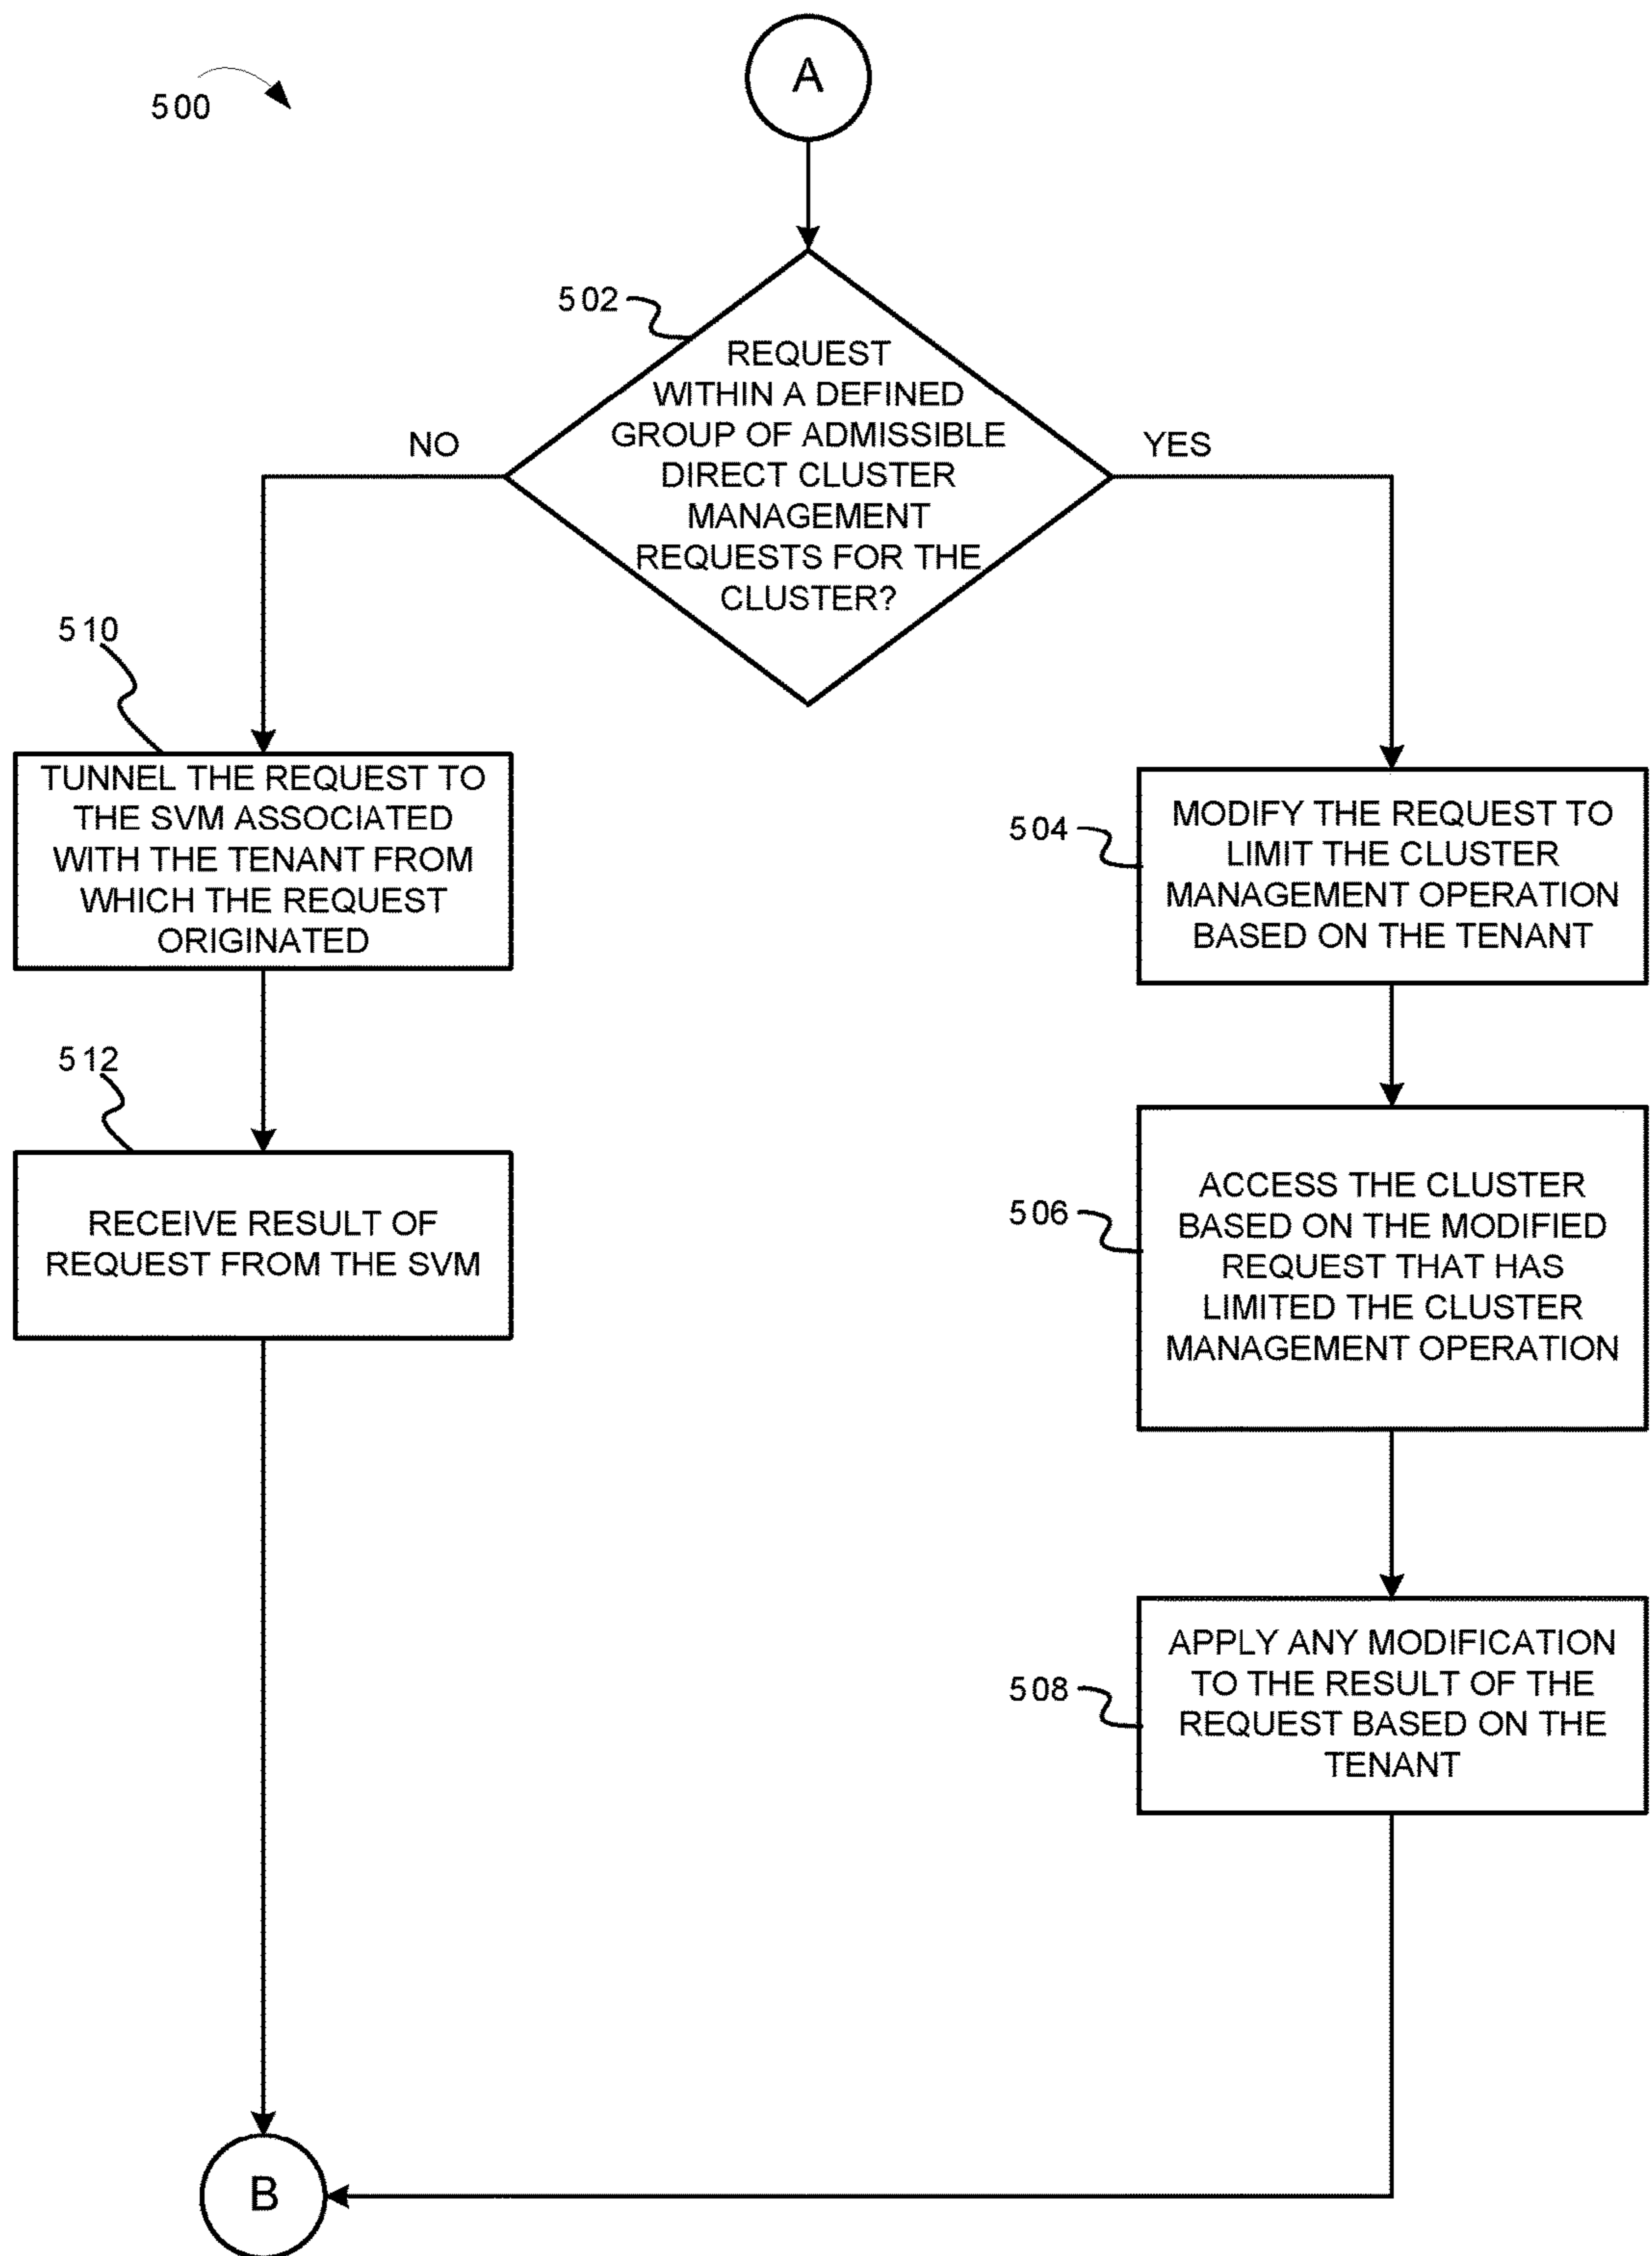 A
500
502
REQUEST
WITHIN A DEFINED
GROUP OF ADMISSIBLE
DIRECT CLUSTER
MANAGEMENT
REQUESTS FOR THE
CLUSTER?
NO
YES
510
TUNNEL THE REQUEST TO
THE SVM ASSOCIATED
WITH THE TENANT FROM
WHICH THE REQUEST
ORIGINATED
504
MODIFY THE REQUEST TO
LIMIT THE CLUSTER
MANAGEMENT OPERATION
BASED ON THE TENANT
512
RECEIVE RESULT OF
REQUEST FROM THE SVM
506
ACCESS THE CLUSTER
BASED ON THE MODIFIED
REQUEST THAT HAS
LIMITED THE CLUSTER
MANAGEMENT OPERATION
508
APPLY ANY MODIFICATION
TO THE RESULT OF THE
REQUEST BASED ON THE
TENANT
B